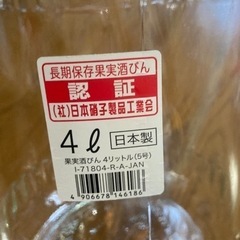 長期保存果実酒びん
認証
(社)日本硝子製品工業会
4ℓ 日本製
果実酒びん 4リットル(5号)
I-71804-R-A-JAN
4 906678 146186